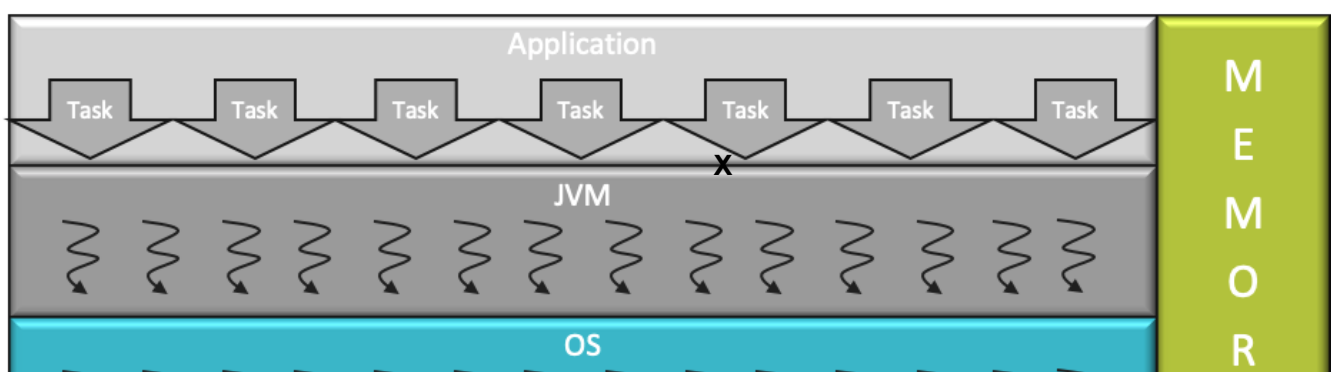 Application
Task Task Task Task Task Task Task
X
JVM
OS
M
E
M
O
R